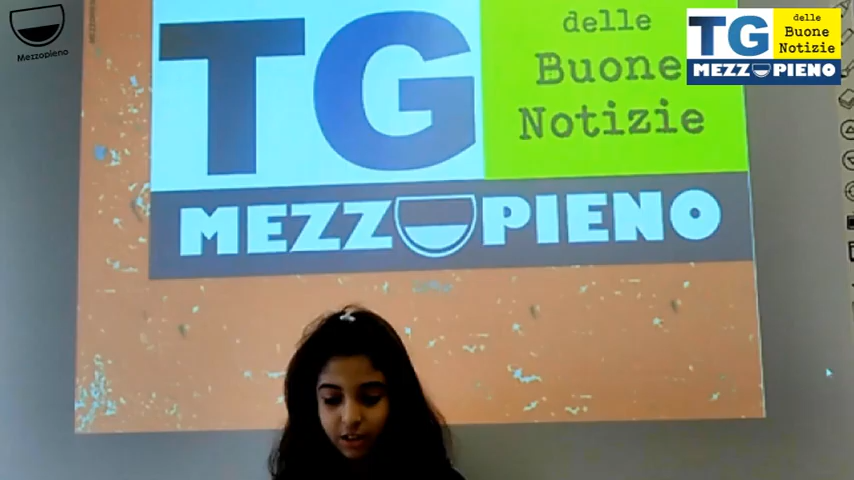 Mezzopieno
TG
delle
Buone
Notizie
MEZZOPIENO
TG
delle
Buone
Notizie
MEZZOPIENO